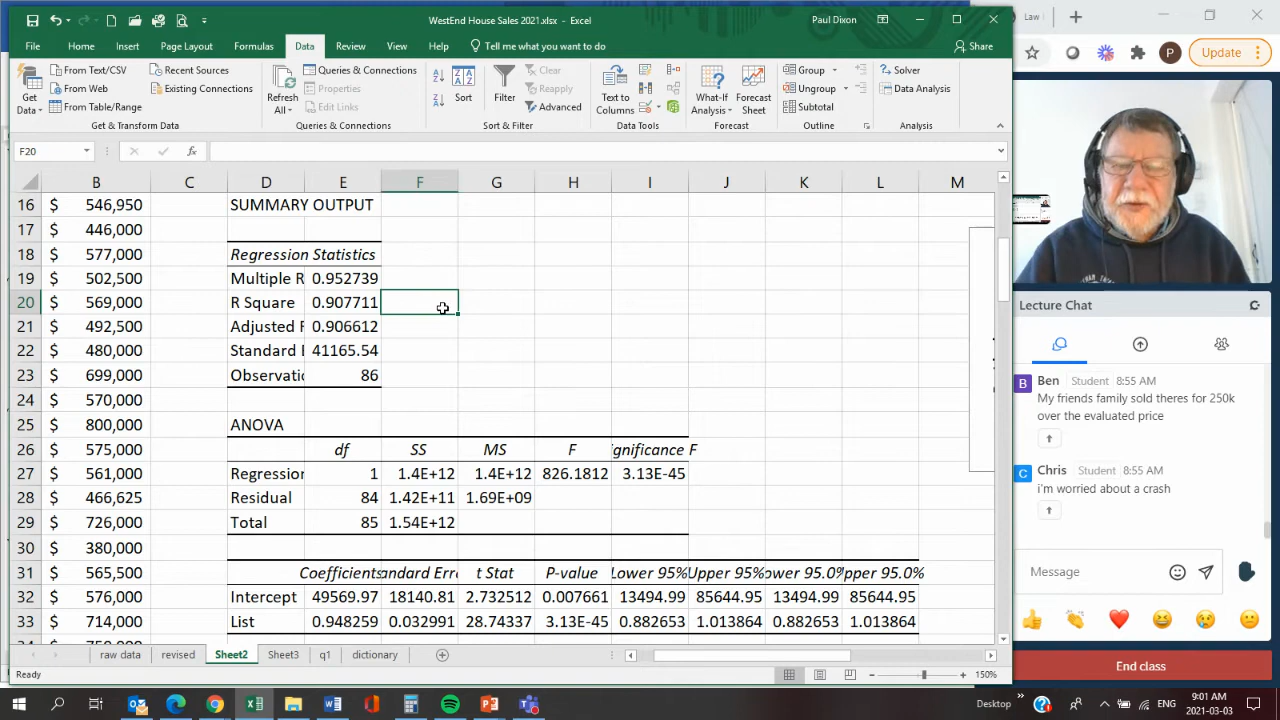 WestEnd House Sales 2021.xlsx - Excel
Paul Dixon
Law
P
Update
File Home Insert Page Layout Formulas Data Review View Help Tell me what you want to do
Share
Get Data
From Text/CSV
From Web
From Table/Range
Recent Sources
Existing Connections
Get & Transform Data
Refresh All
Queries & Connections
Properties
Edit Links
Queries & Connections
Sort
Filter
Clear
Reapply
Advanced
Sort & Filter
Text to Columns
Data Tools
What-If Analysis
Forecast Sheet
Forecast
Group
Ungroup
Subtotal
Outline
Solver
Data Analysis
Analysis
F20
fx
B C D E F G H I J K L M
16 $ 546,950 SUMMARY OUTPUT
17 $ 446,000
18 $ 577,000 Regression Statistics
19 $ 502,500 Multiple R 0.952739
20 $ 569,000 R Square 0.907711
21 $ 492,500 Adjusted R 0.906612
22 $ 480,000 Standard E 41165.54
23 $ 699,000 Observatio 86
24 $ 570,000
25 $ 800,000 ANOVA
26 $ 575,000 df SS MS F ignificance F
27 $ 561,000 Regression 1 1.4E+12 1.4E+12 826.1812 3.13E-45
28 $ 466,625 Residual 84 1.42E+11 1.69E+09
29 $ 726,000 Total 85 1.54E+12
30 $ 380,000
31 $ 565,500 Coefficients andard Erro t Stat P-value Lower 95% Upper 95% ower 95.0% pper 95.0%
32 $ 576,000 Intercept 49569.97 18140.81 2.732512 0.007661 13494.99 85644.95 13494.99 85644.95
33 $ 714,000 List 0.948259 0.032991 28.74337 3.13E-45 0.882653 1.013864 0.882653 1.013864
raw data revised Sheet2 Sheet3 q1 dictionary
Ready
150%
Lecture Chat
B Ben Student 8:55 AM
My friends family sold theres for 250k
over the evaluated price
C Chris Student 8:55 AM
i'm worried about a crash
Message
End class
Desktop
ENG
9:01 AM
2021-03-03